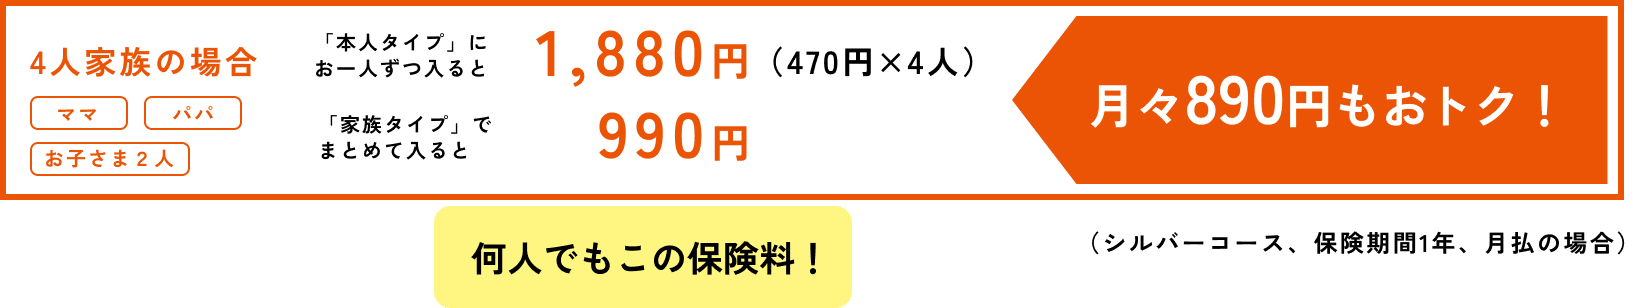 4人家族の場合
ママ
パパ
お子さま2人
「本人タイプ」に
お一人ずつ入ると
1,880円（470円×4人）
「家族タイプ」で
まとめて入ると
990円
月々890円もおトク！
何人でもこの保険料！
（シルバーコース、保険期間1年、月払の場合）